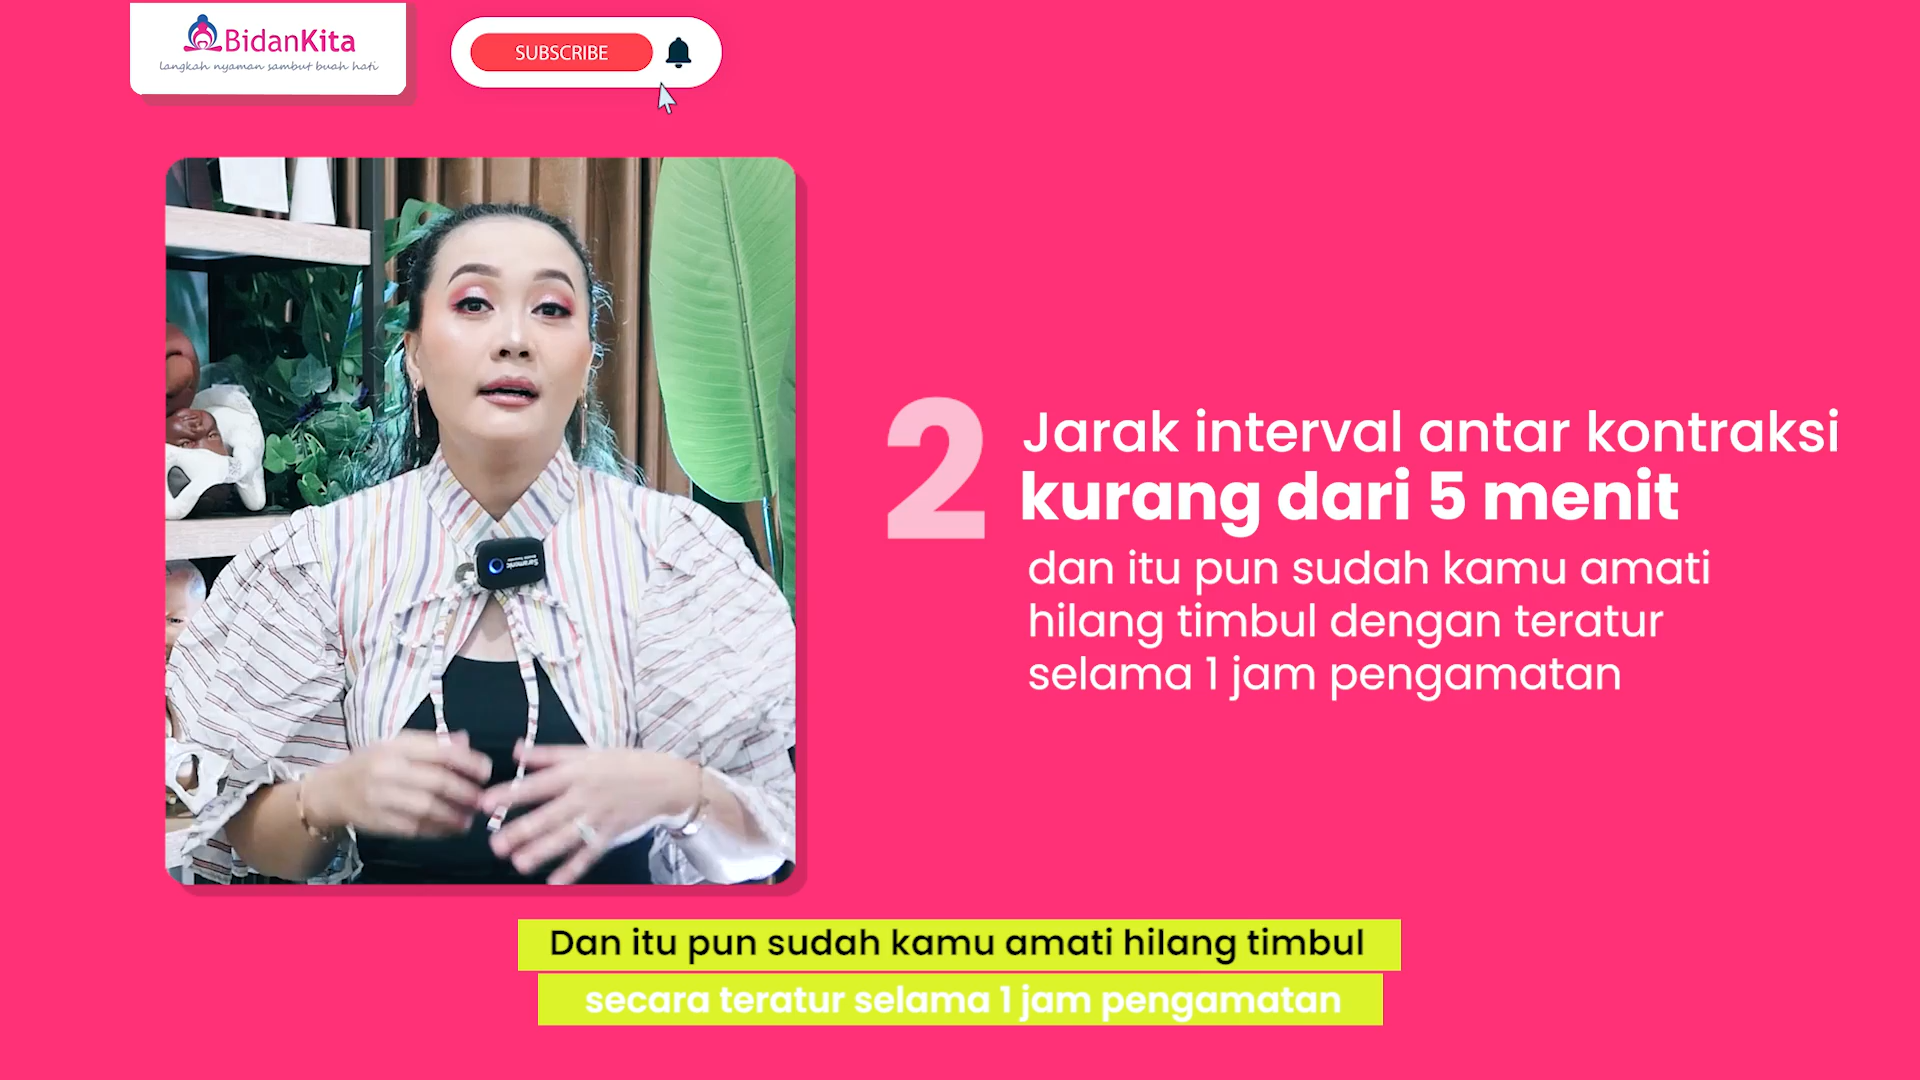 BidanKita
langkah nyaman sambut buah hati
SUBSCRIBE
Saramonic
2
Jarak interval antar kontraksi
kurang dari 5 menit
dan itu pun sudah kamu amati
hilang timbul dengan teratur
selama 1 jam pengamatan
Dan itu pun sudah kamu amati hilang timbul
secara teratur selama 1 jam pengamatan